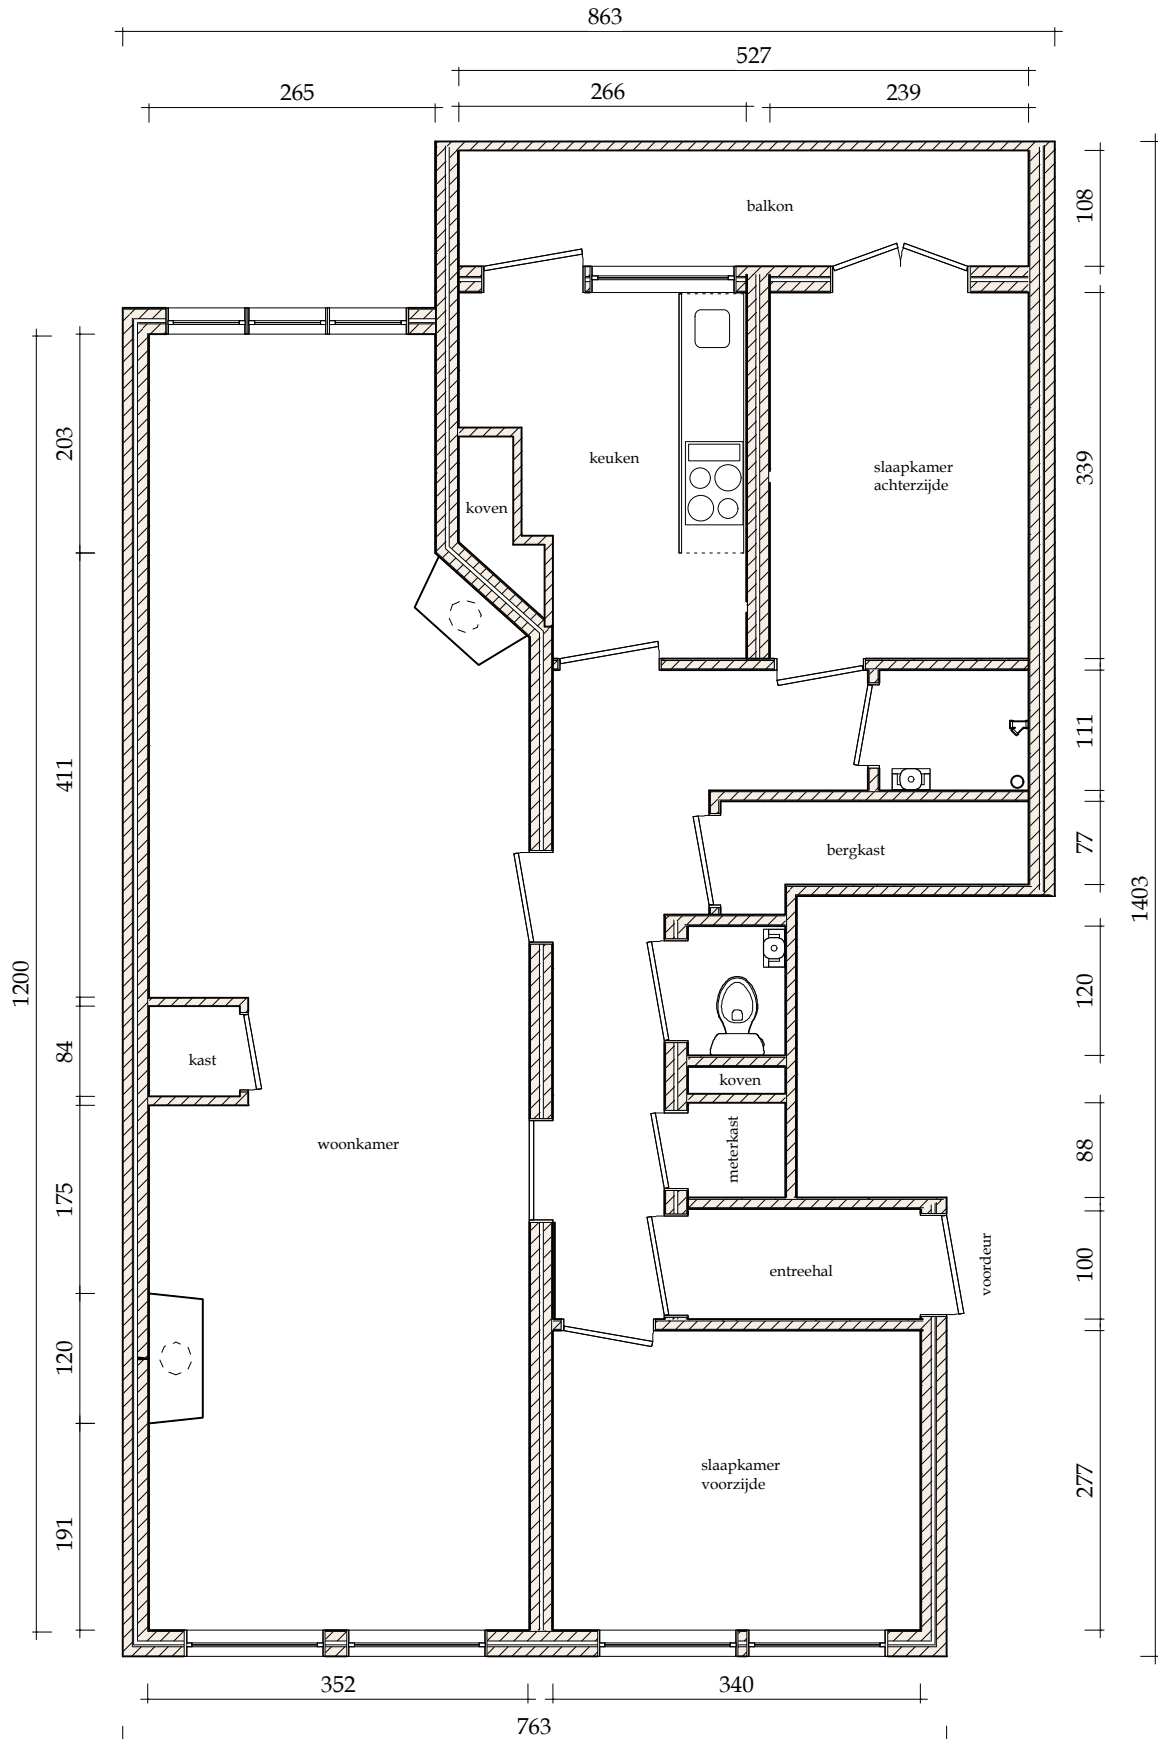 863
527
265
266
239
balkon
108
203
keuken
slaapkamer
achterzijde
339
koven
411
111
bergkast
77
1403
1200
120
84
kast
koven
woonkamer
meterkast
88
175
entreehal
voordeur
100
120
slaapkamer
voorzijde
277
191
352
340
763